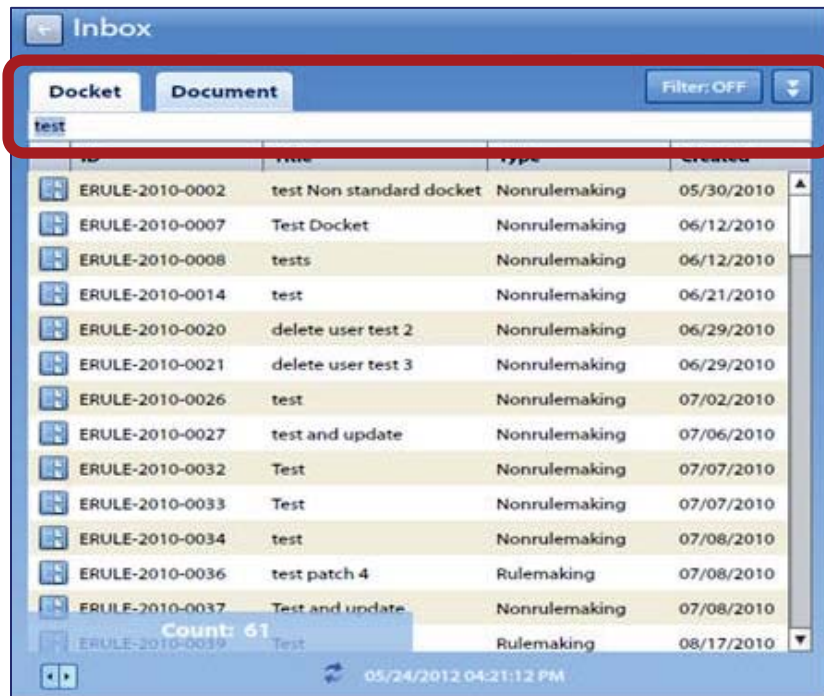 Inbox
Docket Document Filter: OFF
test
ID Title Type Created
ERULE-2010-0002 test Non standard docket Nonrulemaking 05/30/2010
ERULE-2010-0007 Test Docket Nonrulemaking 06/12/2010
ERULE-2010-0008 tests Nonrulemaking 06/12/2010
ERULE-2010-0014 test Nonrulemaking 06/21/2010
ERULE-2010-0020 delete user test 2 Nonrulemaking 06/29/2010
ERULE-2010-0021 delete user test 3 Nonrulemaking 06/29/2010
ERULE-2010-0026 test Nonrulemaking 07/02/2010
ERULE-2010-0027 test and update Nonrulemaking 07/06/2010
ERULE-2010-0032 Test Nonrulemaking 07/07/2010
ERULE-2010-0033 Test Nonrulemaking 07/07/2010
ERULE-2010-0034 test Nonrulemaking 07/08/2010
ERULE-2010-0036 test patch 4 Rulemaking 07/08/2010
ERULE-2010-0037 Test and update Nonrulemaking 07/08/2010
Count: 61
ERULE-2010-0039 Test Rulemaking 08/17/2010
05/24/2012 04:21:12 PM